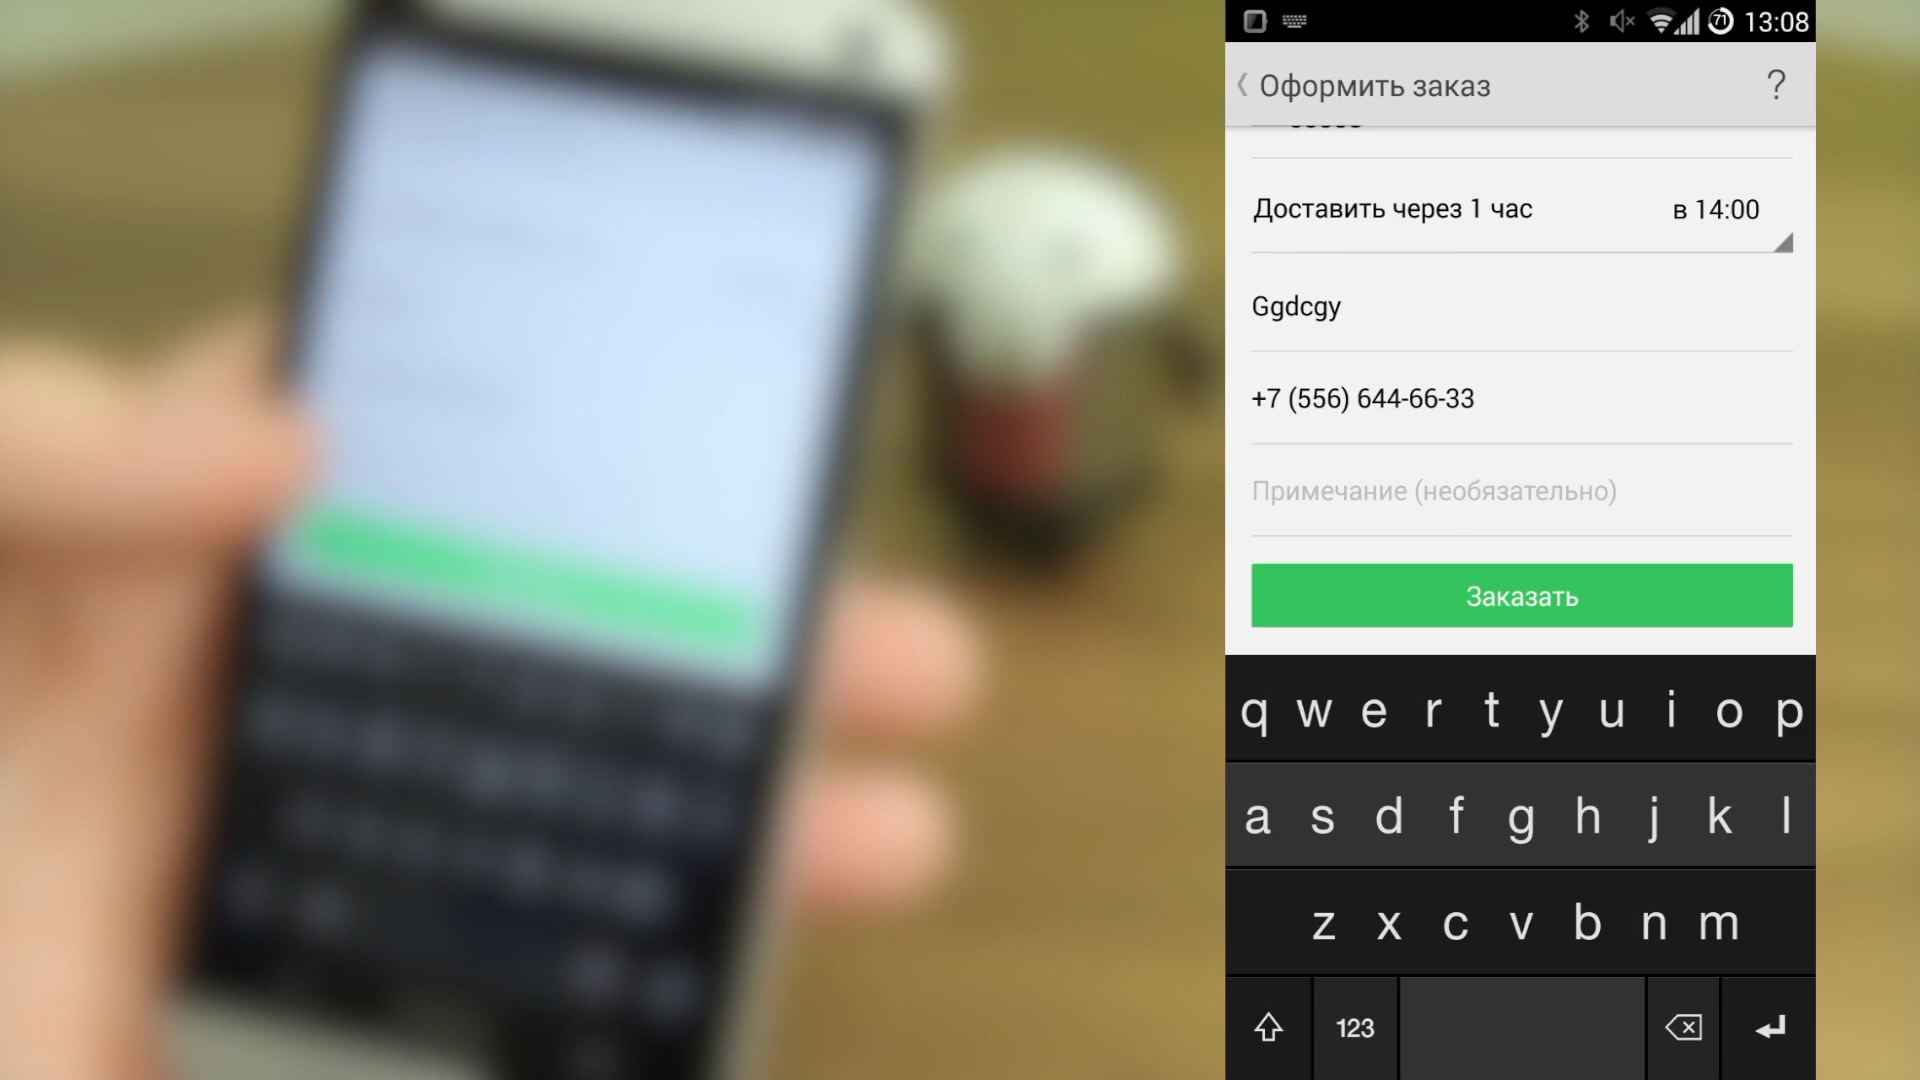 71 13:08
Оформить заказ ?
Доставить через 1 час в 14:00
Ggdcgy
+7 (556) 644-66-33
Примечание (необязательно)
Заказать
q w e r t y u i o p
a s d f g h j k l
z x c v b n m
123